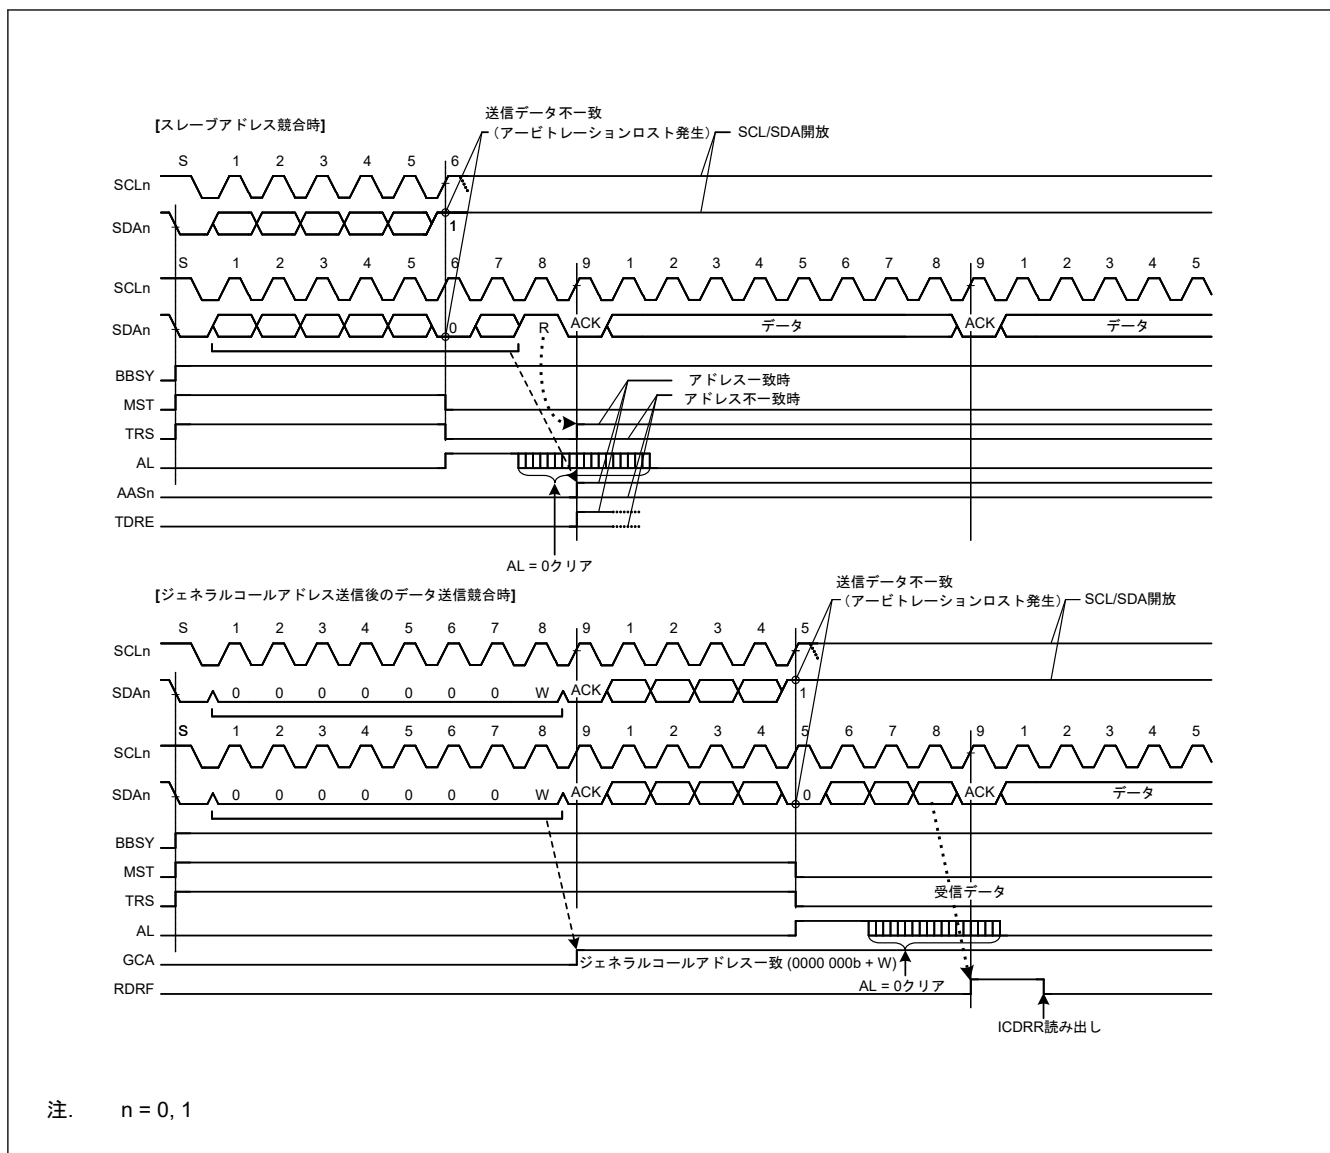 [スレーブアドレス競合時]
送信データ不一致
（アービトレーションロスト発生）
SCL/SDA開放
S 1 2 3 4 5 6
SCLn
SDAn
1
S 1 2 3 4 5 6 7 8 9 1 2 3 4 5 6 7 8 9 1 2 3 4 5
SCLn
SDAn
0 R ACK データ ACK データ
BBSY
アドレス一致時
MST
アドレス不一致時
TRS
AL
AASn
TDRE
AL = 0クリア
[ジェネラルコールアドレス送信後のデータ送信競合時]
送信データ不一致
（アービトレーションロスト発生）
SCL/SDA開放
S 1 2 3 4 5 6 7 8 9 1 2 3 4 5
SCLn
SDAn
0 0 0 0 0 0 0 W ACK 1
S 1 2 3 4 5 6 7 8 9 1 2 3 4 5 6 7 8 9 1 2 3 4 5
SCLn
SDAn
0 0 0 0 0 0 0 W ACK 0 ACK データ
BBSY
MST
TRS
受信データ
AL
GCA
ジェネラルコールアドレス一致 (0000 000b + W)
AL = 0クリア
RDRF
ICDRR読み出し
注. n = 0, 1